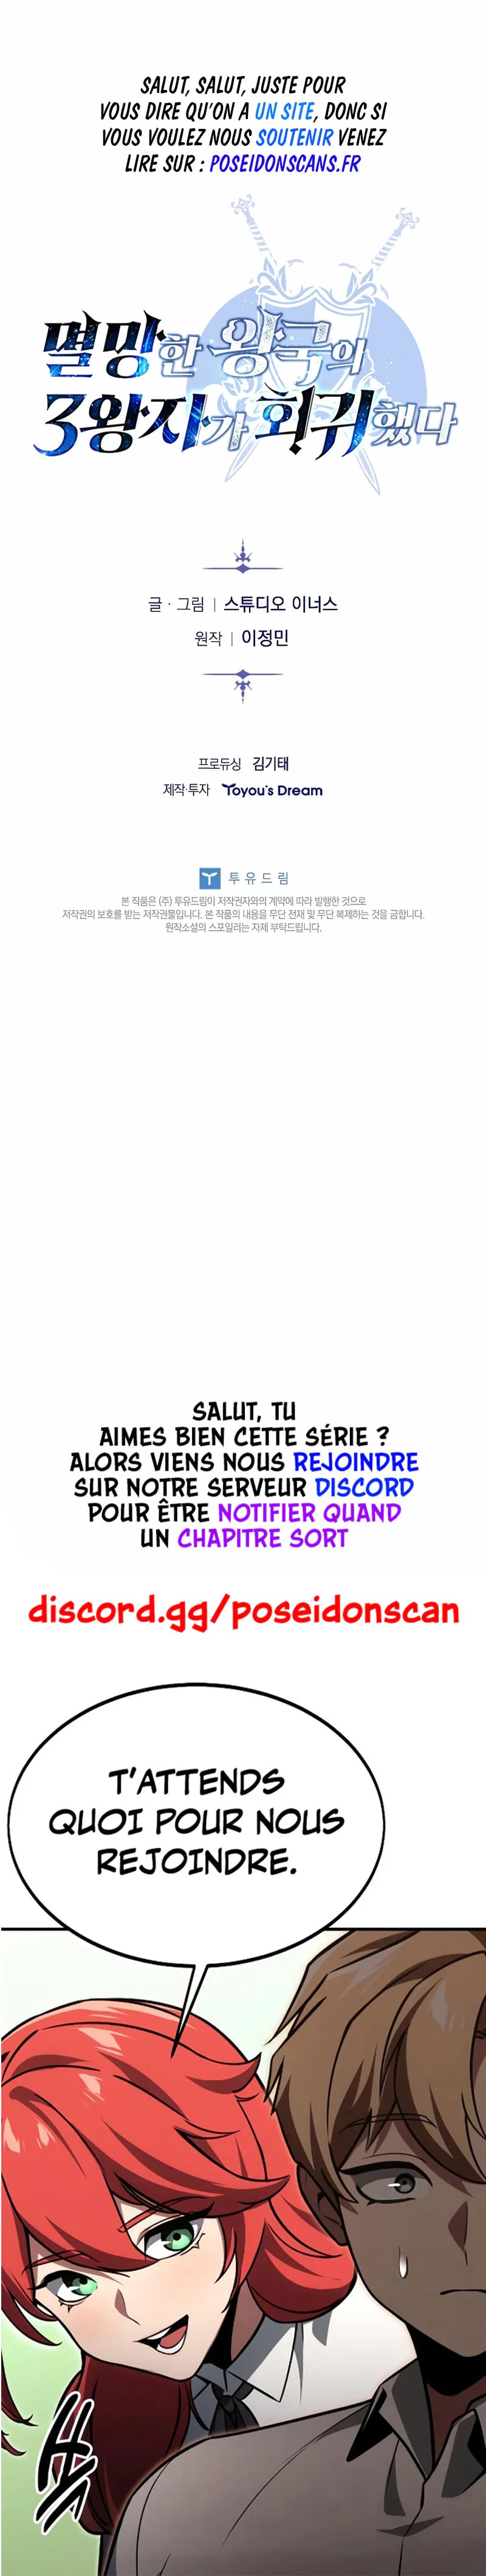 SALUT, SALUT, JUSTE POUR
VOUS DIRE QU'ON A UN SITE, DONC SI
VOUS VOULEZ NOUS SOUTENIR VENEZ
LIRE SUR : POSEIDONSCANS.FR
멸망한 왕국의
3왕자가 회귀했다
글 · 그림 | 스튜디오 이너스
원작 | 이정민
프로듀싱 김기태
제작·투자 Toyou's Dream
투유드림
본 작품은 (주) 투유드림이 저작권자와의 계약에 따라 발행한 것으로
저작권의 보호를 받는 저작권물입니다. 본 작품의 내용을 무단 전재 및 무단 복제하는 것을 금합니다.
원작소설의 스포일러는 자제 부탁드립니다.
SALUT, TU
AIMES BIEN CETTE SÉRIE ?
ALORS VIENS NOUS REJOINDRE
SUR NOTRE SERVEUR DISCORD
POUR ÊTRE NOTIFIER QUAND
UN CHAPITRE SORT
discord.gg/poseidonscan
T'ATTENDS
QUOI POUR NOUS
REJOINDRE.